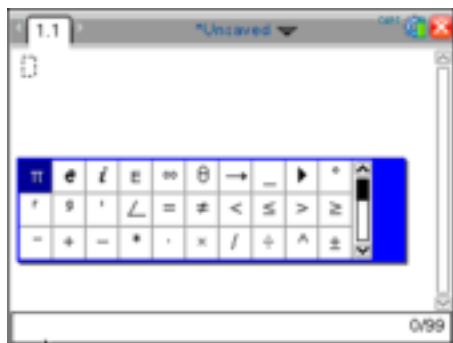 1.1 *Unsaved
π e i E ∞ θ → _ ▶ °
r g ' ∠ = ≠ < ≤ > ≥
- + − * · × / ÷ ^ ±
0/99